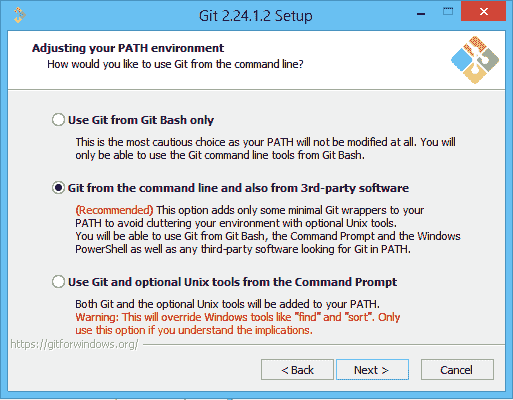 Git 2.24.1.2 Setup
Adjusting your PATH environment
How would you like to use Git from the command line?
Use Git from Git Bash only
This is the most cautious choice as your PATH will not be modified at all. You will
only be able to use the Git command line tools from Git Bash.
Git from the command line and also from 3rd-party software
(Recommended) This option adds only some minimal Git wrappers to your
PATH to avoid cluttering your environment with optional Unix tools.
You will be able to use Git from Git Bash, the Command Prompt and the Windows
PowerShell as well as any third-party software looking for Git in PATH.
Use Git and optional Unix tools from the Command Prompt
Both Git and the optional Unix tools will be added to your PATH.
Warning: This will override Windows tools like "find" and "sort". Only
use this option if you understand the implications.
https://gitforwindows.org/
< Back Next > Cancel